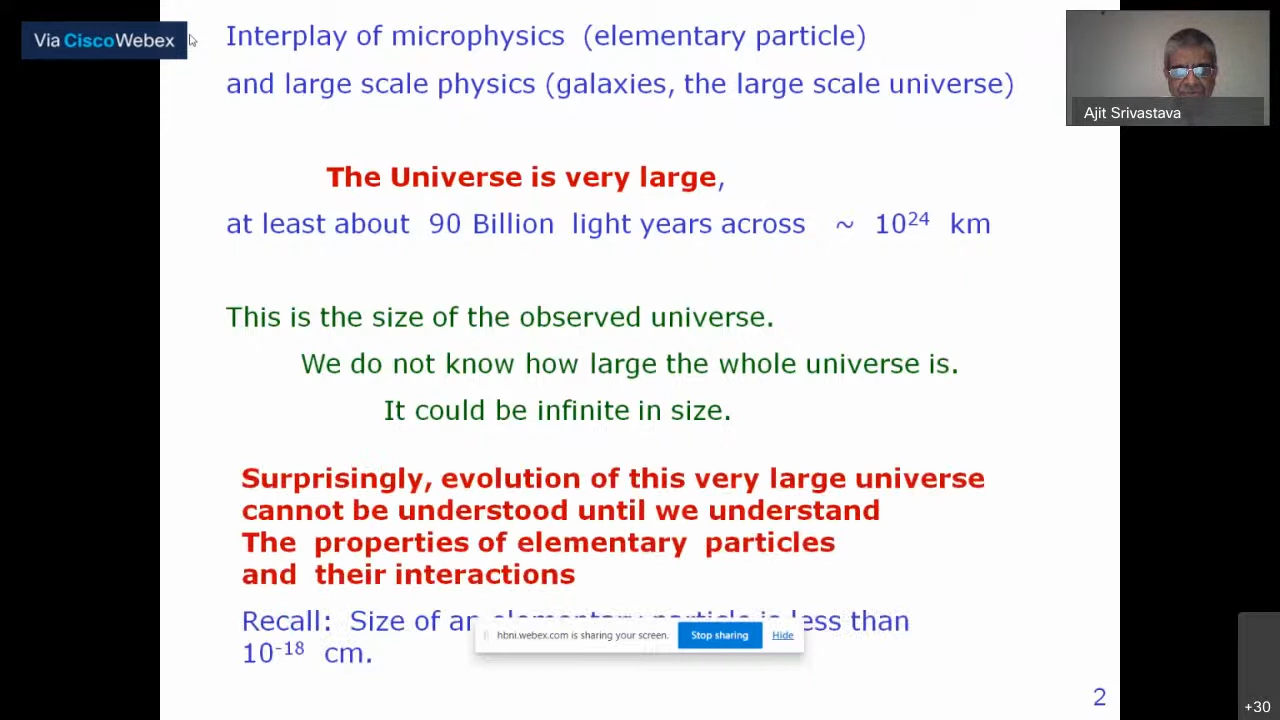 Via CiscoWebex
Interplay of microphysics (elementary particle)
and large scale physics (galaxies, the large scale universe)
Ajit Srivastava
The Universe is very large,
at least about 90 Billion light years across ~ 10²⁴ km
This is the size of the observed universe.
We do not know how large the whole universe is.
It could be infinite in size.
Surprisingly, evolution of this very large universe
cannot be understood until we understand
The properties of elementary particles
and their interactions
Recall: Size of an elementary particle is less than
hbni.webex.com is sharing your screen. Stop sharing Hide
10⁻¹⁸ cm.
2
+30